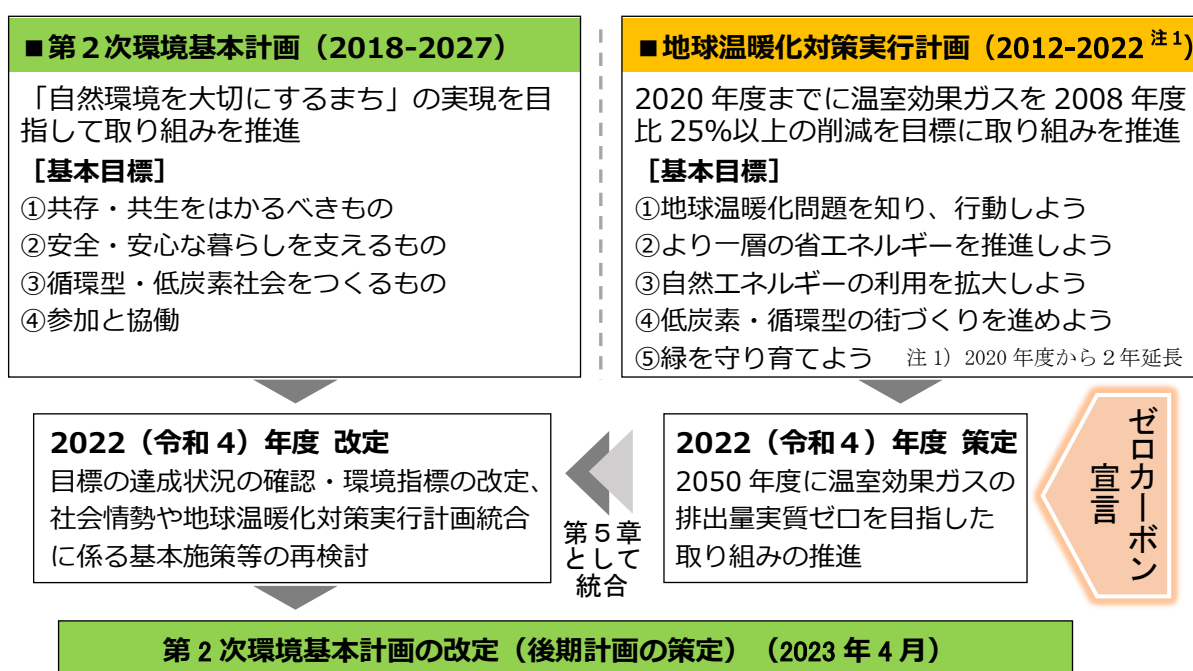 ■第２次環境基本計画（2018-2027）
「自然環境を大切にするまち」の実現を目
指して取り組みを推進
［基本目標］
①共存・共生をはかるべきもの
②安全・安心な暮らしを支えるもの
③循環型・低炭素社会をつくるもの
④参加と協働
■地球温暖化対策実行計画（2012-2022注1）
2020 年度までに温室効果ガスを 2008 年度
比 25%以上の削減を目標に取り組みを推進
［基本目標］
①地球温暖化問題を知り、行動しよう
②より一層の省エネルギーを推進しよう
③自然エネルギーの利用を拡大しよう
④低炭素・循環型の街づくりを進めよう
⑤緑を守り育てよう 注 1）2020 年度から２年延長
2022（令和 4）年度 改定
目標の達成状況の確認・環境指標の改定、
社会情勢や地球温暖化対策実行計画統合
に係る基本施策等の再検討
第５章
として
統合
2022（令和４）年度 策定
2050 年度に温室効果ガスの
排出量実質ゼロを目指した
取り組みの推進
ゼロカーボン
宣言
第 2 次環境基本計画の改定（後期計画の策定）（2023 年 4 月）